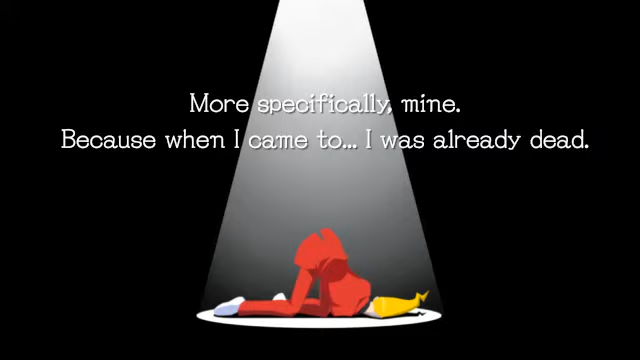 More specifically, mine.
Because when I came to... I was already dead.